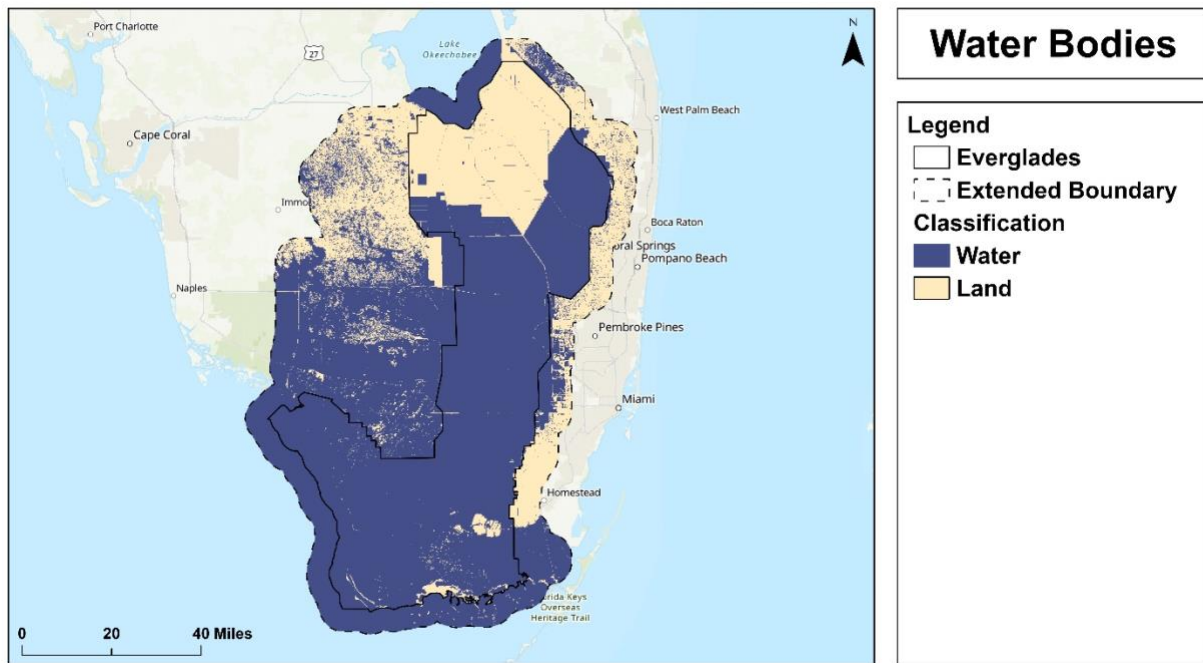 Port Charlotte
27
Lake
Okeechobee
N
West Palm Beach
Cape Coral
Immo
Boca Raton
oral Springs
Pompano Beach
Naples
Pembroke Pines
Miami
Homestead
rida Keys
Overseas
Heritage Trail
0 20 40 Miles
Water Bodies
Legend
Everglades
Extended Boundary
Classification
Water
Land